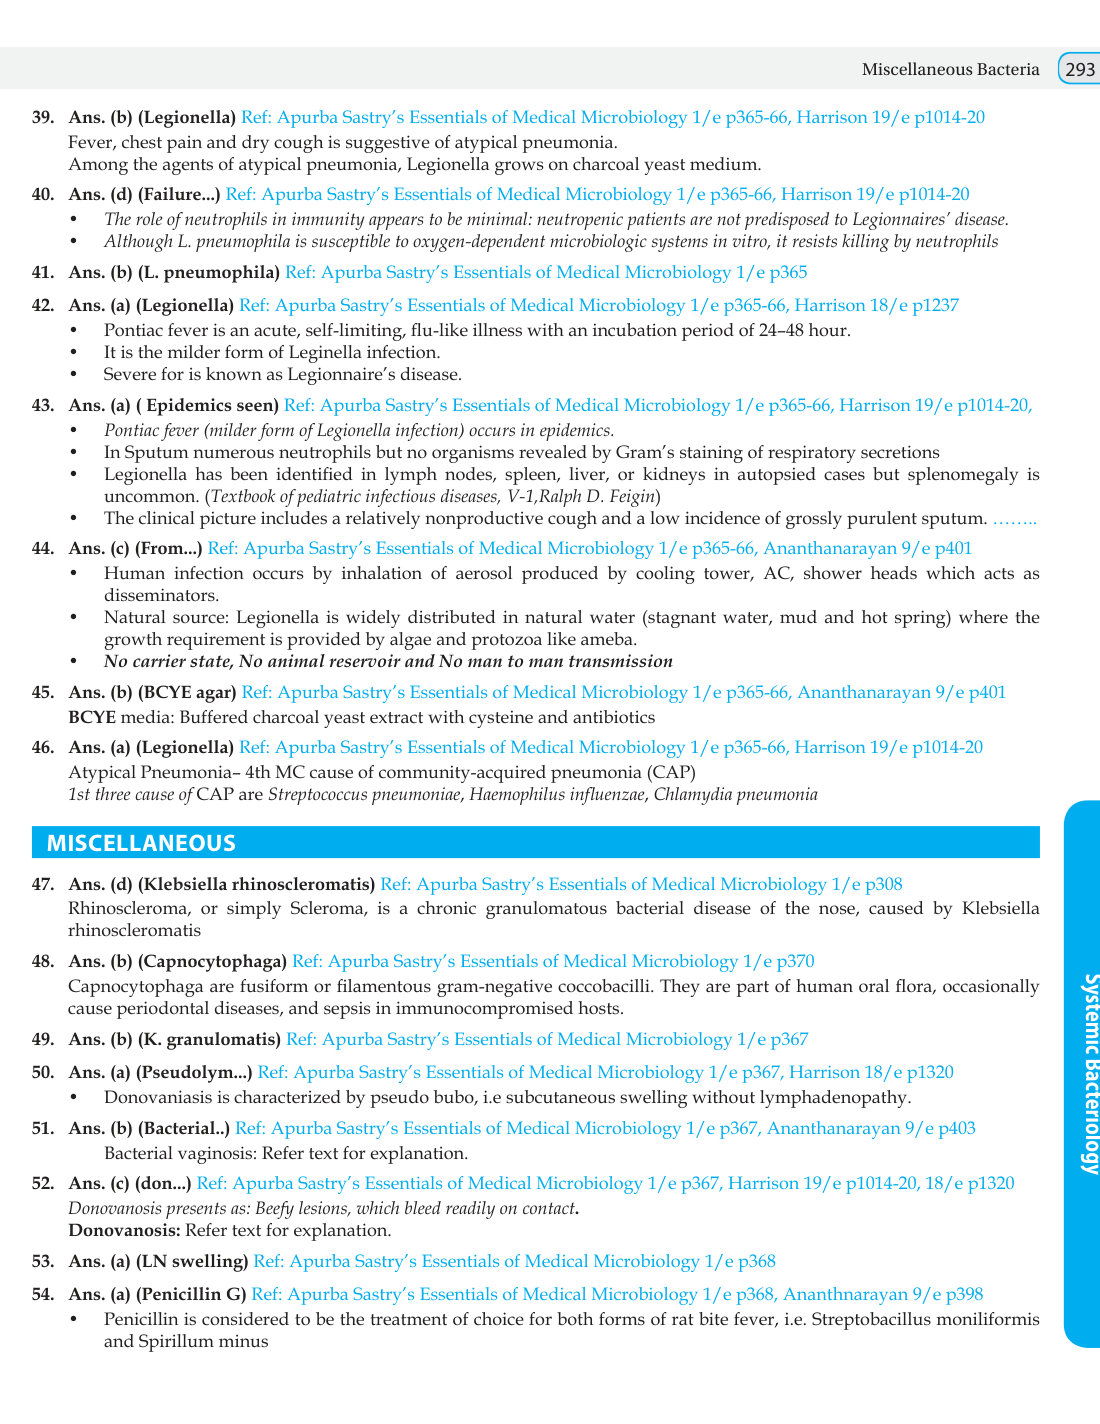 Miscellaneous Bacteria 293
39. Ans. (b) (Legionella) Ref: Apurba Sastry's Essentials of Medical Microbiology 1/e p365-66, Harrison 19/e p1014-20
Fever, chest pain and dry cough is suggestive of atypical pneumonia.
Among the agents of atypical pneumonia, Legionella grows on charcoal yeast medium.
40. Ans. (d) (Failure...) Ref: Apurba Sastry's Essentials of Medical Microbiology 1/e p365-66, Harrison 19/e p1014-20
• The role of neutrophils in immunity appears to be minimal: neutropenic patients are not predisposed to Legionnaires' disease.
• Although L. pneumophila is susceptible to oxygen-dependent microbiologic systems in vitro, it resists killing by neutrophils
41. Ans. (b) (L. pneumophila) Ref: Apurba Sastry's Essentials of Medical Microbiology 1/e p365
42. Ans. (a) (Legionella) Ref: Apurba Sastry's Essentials of Medical Microbiology 1/e p365-66, Harrison 18/e p1237
• Pontiac fever is an acute, self-limiting, flu-like illness with an incubation period of 24–48 hour.
• It is the milder form of Leginella infection.
• Severe for is known as Legionnaire's disease.
43. Ans. (a) ( Epidemics seen) Ref: Apurba Sastry's Essentials of Medical Microbiology 1/e p365-66, Harrison 19/e p1014-20,
• Pontiac fever (milder form of Legionella infection) occurs in epidemics.
• In Sputum numerous neutrophils but no organisms revealed by Gram's staining of respiratory secretions
• Legionella has been identified in lymph nodes, spleen, liver, or kidneys in autopsied cases but splenomegaly is
uncommon. (Textbook of pediatric infectious diseases, V-1,Ralph D. Feigin)
• The clinical picture includes a relatively nonproductive cough and a low incidence of grossly purulent sputum. ……..
44. Ans. (c) (From...) Ref: Apurba Sastry's Essentials of Medical Microbiology 1/e p365-66, Ananthanarayan 9/e p401
• Human infection occurs by inhalation of aerosol produced by cooling tower, AC, shower heads which acts as
disseminators.
• Natural source: Legionella is widely distributed in natural water (stagnant water, mud and hot spring) where the
growth requirement is provided by algae and protozoa like ameba.
• No carrier state, No animal reservoir and No man to man transmission
45. Ans. (b) (BCYE agar) Ref: Apurba Sastry's Essentials of Medical Microbiology 1/e p365-66, Ananthanarayan 9/e p401
BCYE media: Buffered charcoal yeast extract with cysteine and antibiotics
46. Ans. (a) (Legionella) Ref: Apurba Sastry's Essentials of Medical Microbiology 1/e p365-66, Harrison 19/e p1014-20
Atypical Pneumonia– 4th MC cause of community-acquired pneumonia (CAP)
1st three cause of CAP are Streptococcus pneumoniae, Haemophilus influenzae, Chlamydia pneumonia
MISCELLANEOUS
47. Ans. (d) (Klebsiella rhinoscleromatis) Ref: Apurba Sastry's Essentials of Medical Microbiology 1/e p308
Rhinoscleroma, or simply Scleroma, is a chronic granulomatous bacterial disease of the nose, caused by Klebsiella
rhinoscleromatis
48. Ans. (b) (Capnocytophaga) Ref: Apurba Sastry's Essentials of Medical Microbiology 1/e p370
Capnocytophaga are fusiform or filamentous gram-negative coccobacilli. They are part of human oral flora, occasionally
cause periodontal diseases, and sepsis in immunocompromised hosts.
49. Ans. (b) (K. granulomatis) Ref: Apurba Sastry's Essentials of Medical Microbiology 1/e p367
50. Ans. (a) (Pseudolym...) Ref: Apurba Sastry's Essentials of Medical Microbiology 1/e p367, Harrison 18/e p1320
• Donovaniasis is characterized by pseudo bubo, i.e subcutaneous swelling without lymphadenopathy.
51. Ans. (b) (Bacterial..) Ref: Apurba Sastry's Essentials of Medical Microbiology 1/e p367, Ananthanarayan 9/e p403
Bacterial vaginosis: Refer text for explanation.
52. Ans. (c) (don...) Ref: Apurba Sastry's Essentials of Medical Microbiology 1/e p367, Harrison 19/e p1014-20, 18/e p1320
Donovanosis presents as: Beefy lesions, which bleed readily on contact.
Donovanosis: Refer text for explanation.
53. Ans. (a) (LN swelling) Ref: Apurba Sastry's Essentials of Medical Microbiology 1/e p368
54. Ans. (a) (Penicillin G) Ref: Apurba Sastry's Essentials of Medical Microbiology 1/e p368, Ananthnarayan 9/e p398
• Penicillin is considered to be the treatment of choice for both forms of rat bite fever, i.e. Streptobacillus moniliformis
and Spirillum minus
Systemic Bacteriology